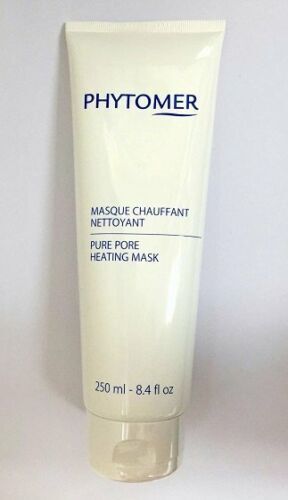 PHYTOMER
MASQUE CHAUFFANT
NETTOYANT
PURE PORE
HEATING MASK
250 ml - 8.4 fl oz